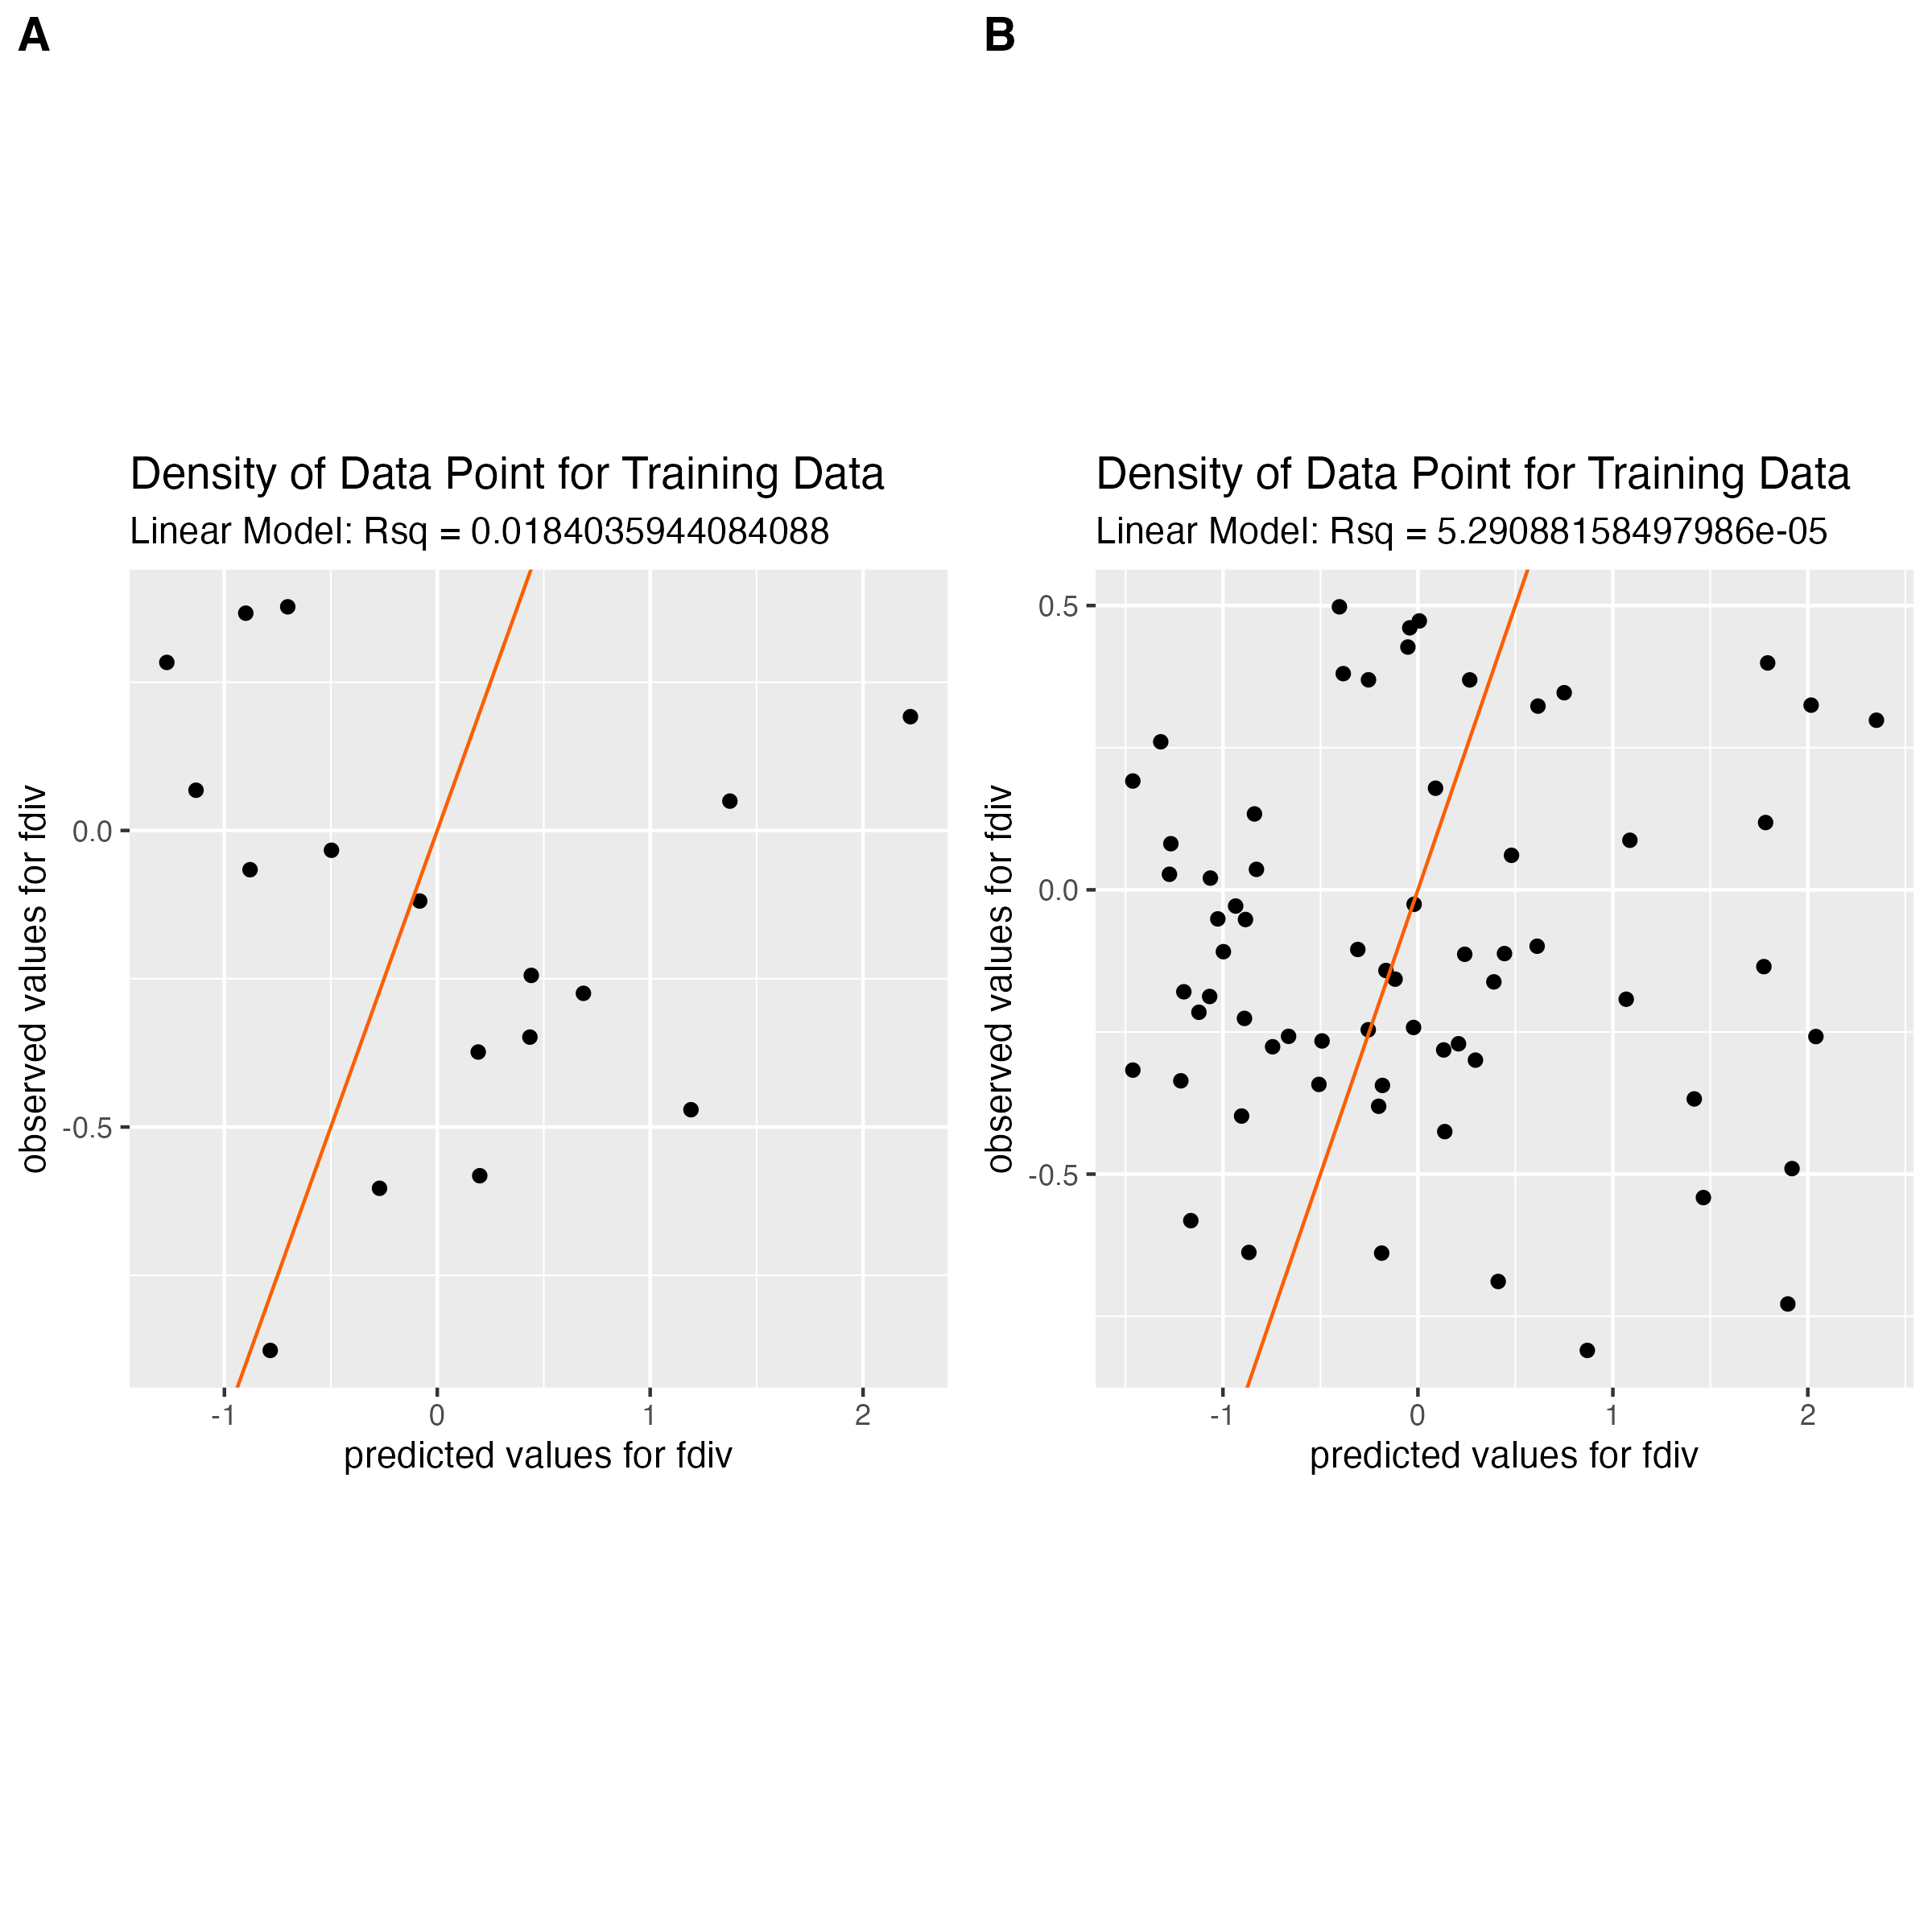 A
Density of Data Point for Training Data
Linear Model: Rsq = 0.0184035944084088
observed values for fdiv
0.0
-0.5
-1
0
1
2
predicted values for fdiv
B
Density of Data Point for Training Data
Linear Model: Rsq = 5.29088158497986e-05
observed values for fdiv
0.5
0.0
-0.5
-1
0
1
2
predicted values for fdiv